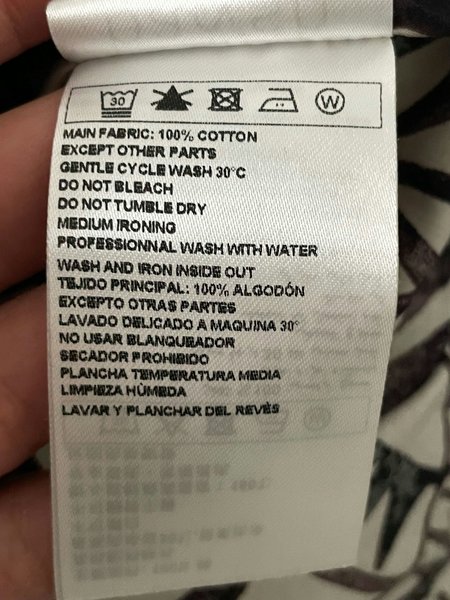 30
W
MAIN FABRIC: 100% COTTON
EXCEPT OTHER PARTS
GENTLE CYCLE WASH 30°C
DO NOT BLEACH
DO NOT TUMBLE DRY
MEDIUM IRONING
PROFESSIONNAL WASH WITH WATER
WASH AND IRON INSIDE OUT
TEJIDO PRINCIPAL: 100% ALGODÓN
EXCEPTO OTRAS PARTES
LAVADO DELICADO A MAQUINA 30°
NO USAR BLANQUEADOR
SECADOR PROHIBIDO
PLANCHA TEMPERATURA MEDIA
LIMPIEZA HÚMEDA
LAVAR Y PLANCHAR DEL REVÉS